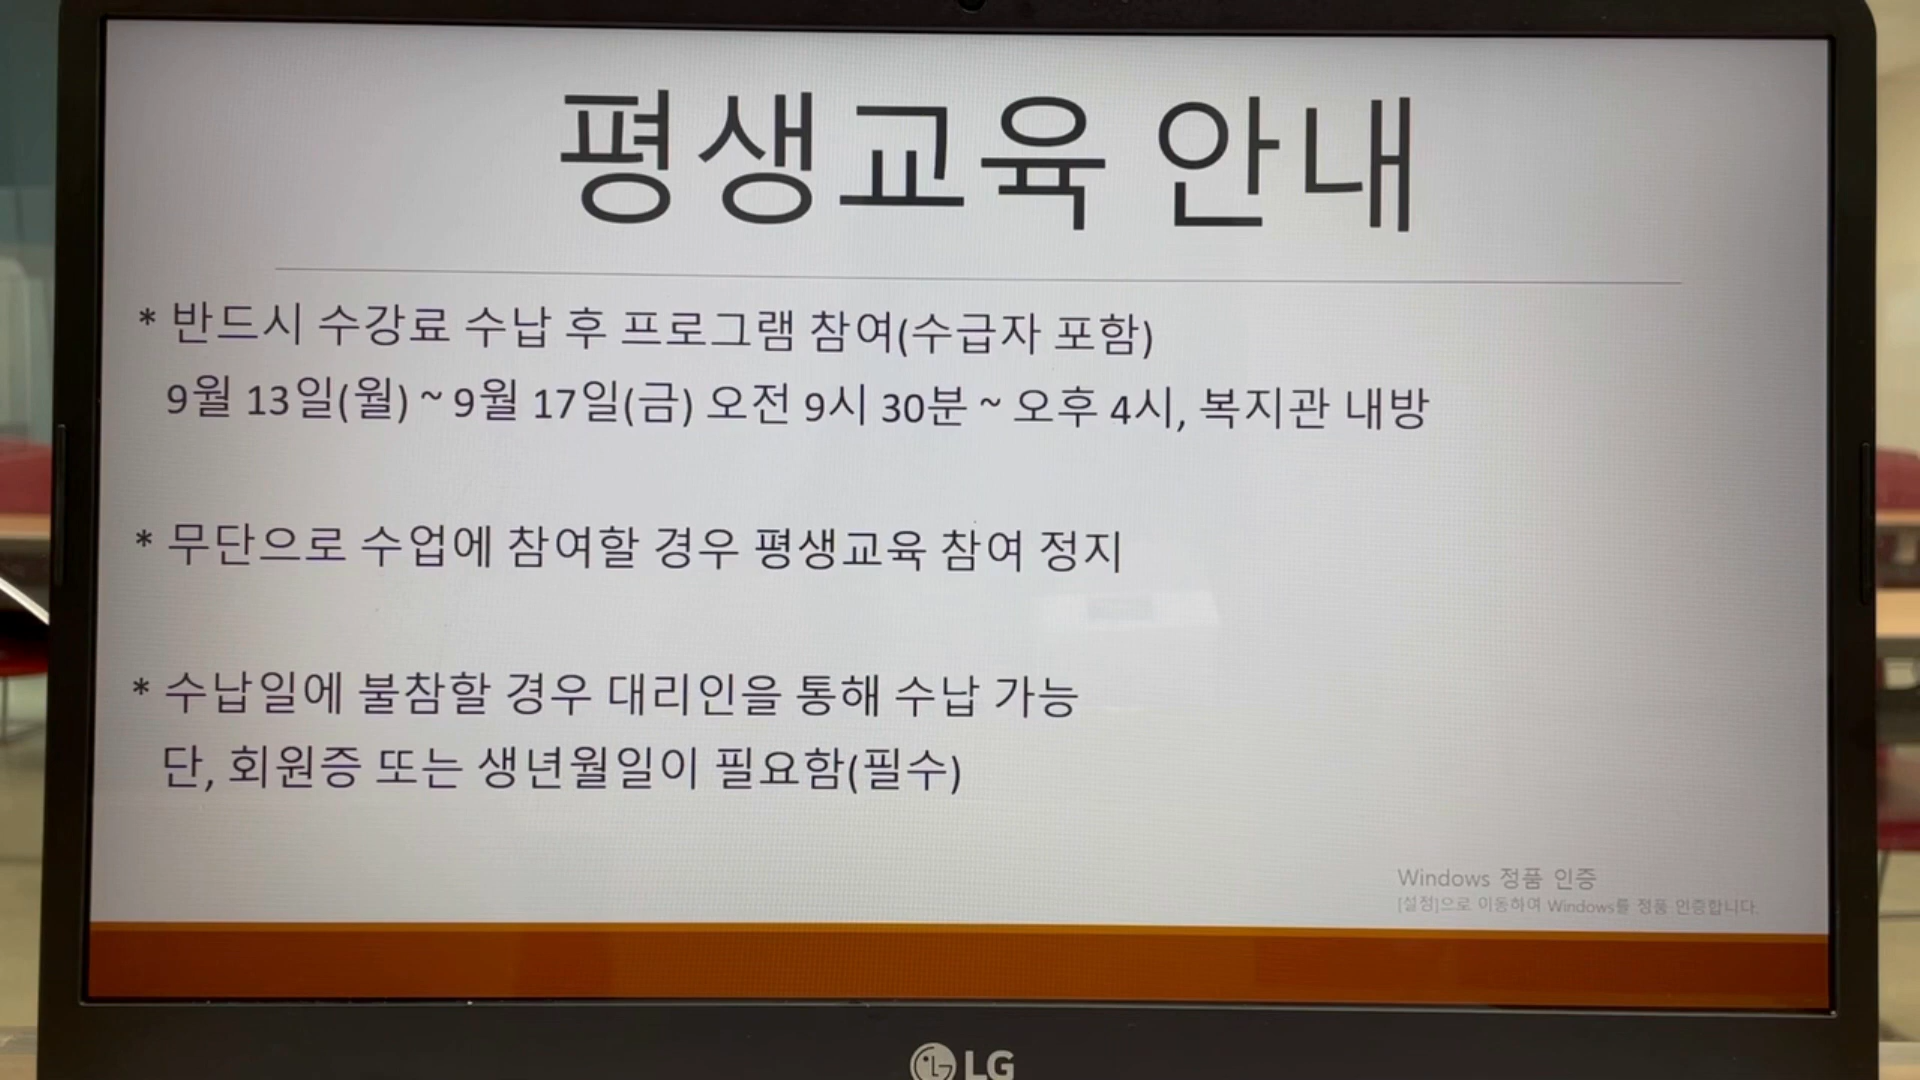 평생교육 안내
* 반드시 수강료 수납 후 프로그램 참여(수급자 포함)
9월 13일(월) ~ 9월 17일(금) 오전 9시 30분 ~ 오후 4시, 복지관 내방
* 무단으로 수업에 참여할 경우 평생교육 참여 정지
* 수납일에 불참할 경우 대리인을 통해 수납 가능
단, 회원증 또는 생년월일이 필요함(필수)
Windows 정품 인증
[설정]으로 이동하여 Windows를 정품 인증합니다.
LG